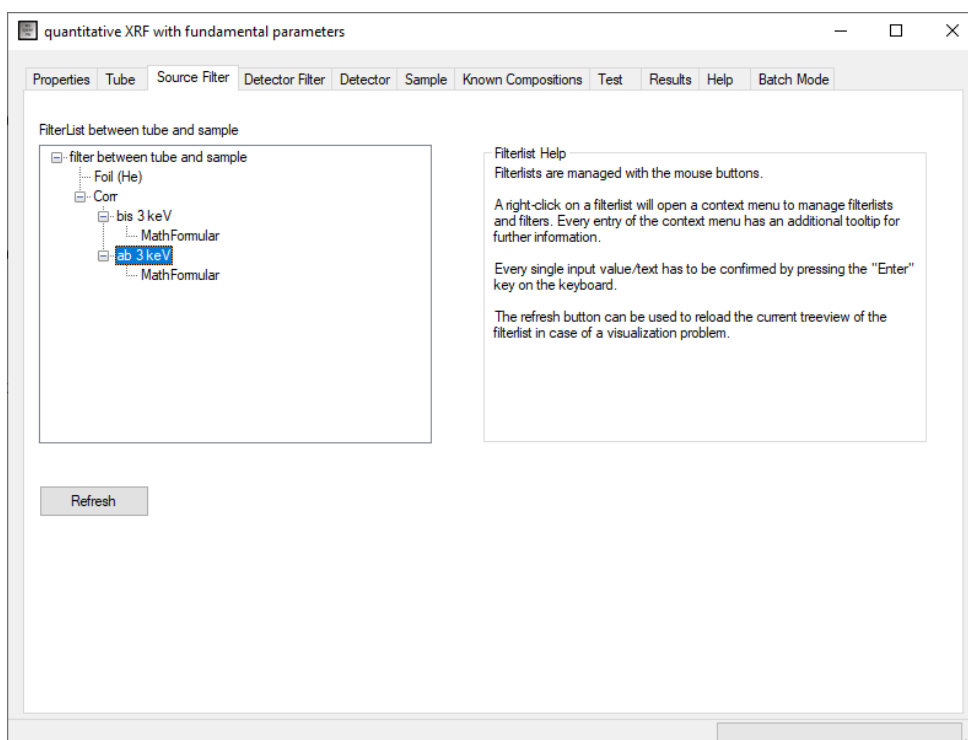 quantitative XRF with fundamental parameters
Properties Tube Source Filter Detector Filter Detector Sample Known Compositions Test Results Help Batch Mode
FilterList between tube and sample
filter between tube and sample
Foil (He)
Corr
bis 3 keV
MathFormular
ab 3 keV
MathFormular
Filterlist Help
Filterlists are managed with the mouse buttons.
A right-click on a filterlist will open a context menu to manage filterlists
and filters. Every entry of the context menu has an additional tooltip for
further information.
Every single input value/text has to be confirmed by pressing the "Enter"
key on the keyboard.
The refresh button can be used to reload the current treeview of the
filterlist in case of a visualization problem.
Refresh